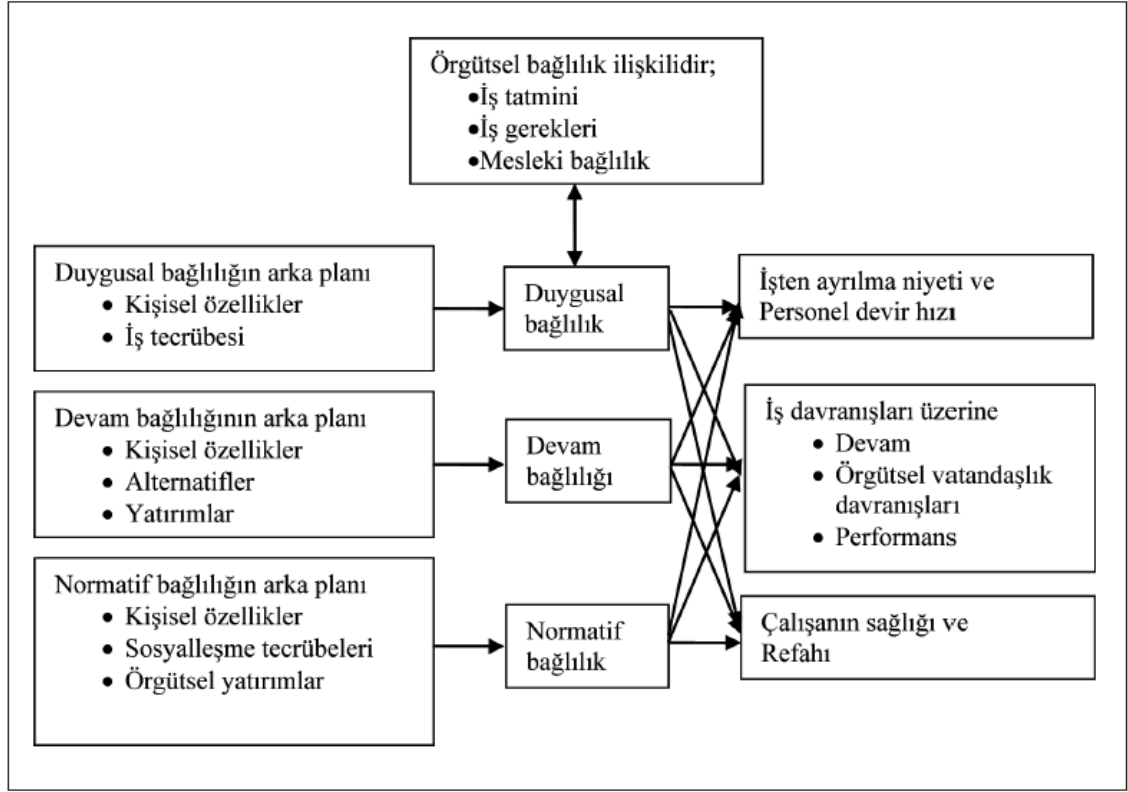 Örgütsel bağlılık ilişkilidir;
•İş tatmini
•İş gerekleri
•Mesleki bağlılık
Duygusal bağlılığın arka planı
• Kişisel özellikler
• İş tecrübesi
Duygusal
bağlılık
İşten ayrılma niyeti ve
Personel devir hızı
Devam bağlılığının arka planı
• Kişisel özellikler
• Alternatifler
• Yatırımlar
Devam
bağlılığı
İş davranışları üzerine
• Devam
• Örgütsel vatandaşlık
davranışları
• Performans
Normatif bağlılığın arka planı
• Kişisel özellikler
• Sosyalleşme tecrübeleri
• Örgütsel yatırımlar
Normatif
bağlılık
Çalışanın sağlığı ve
Refahı